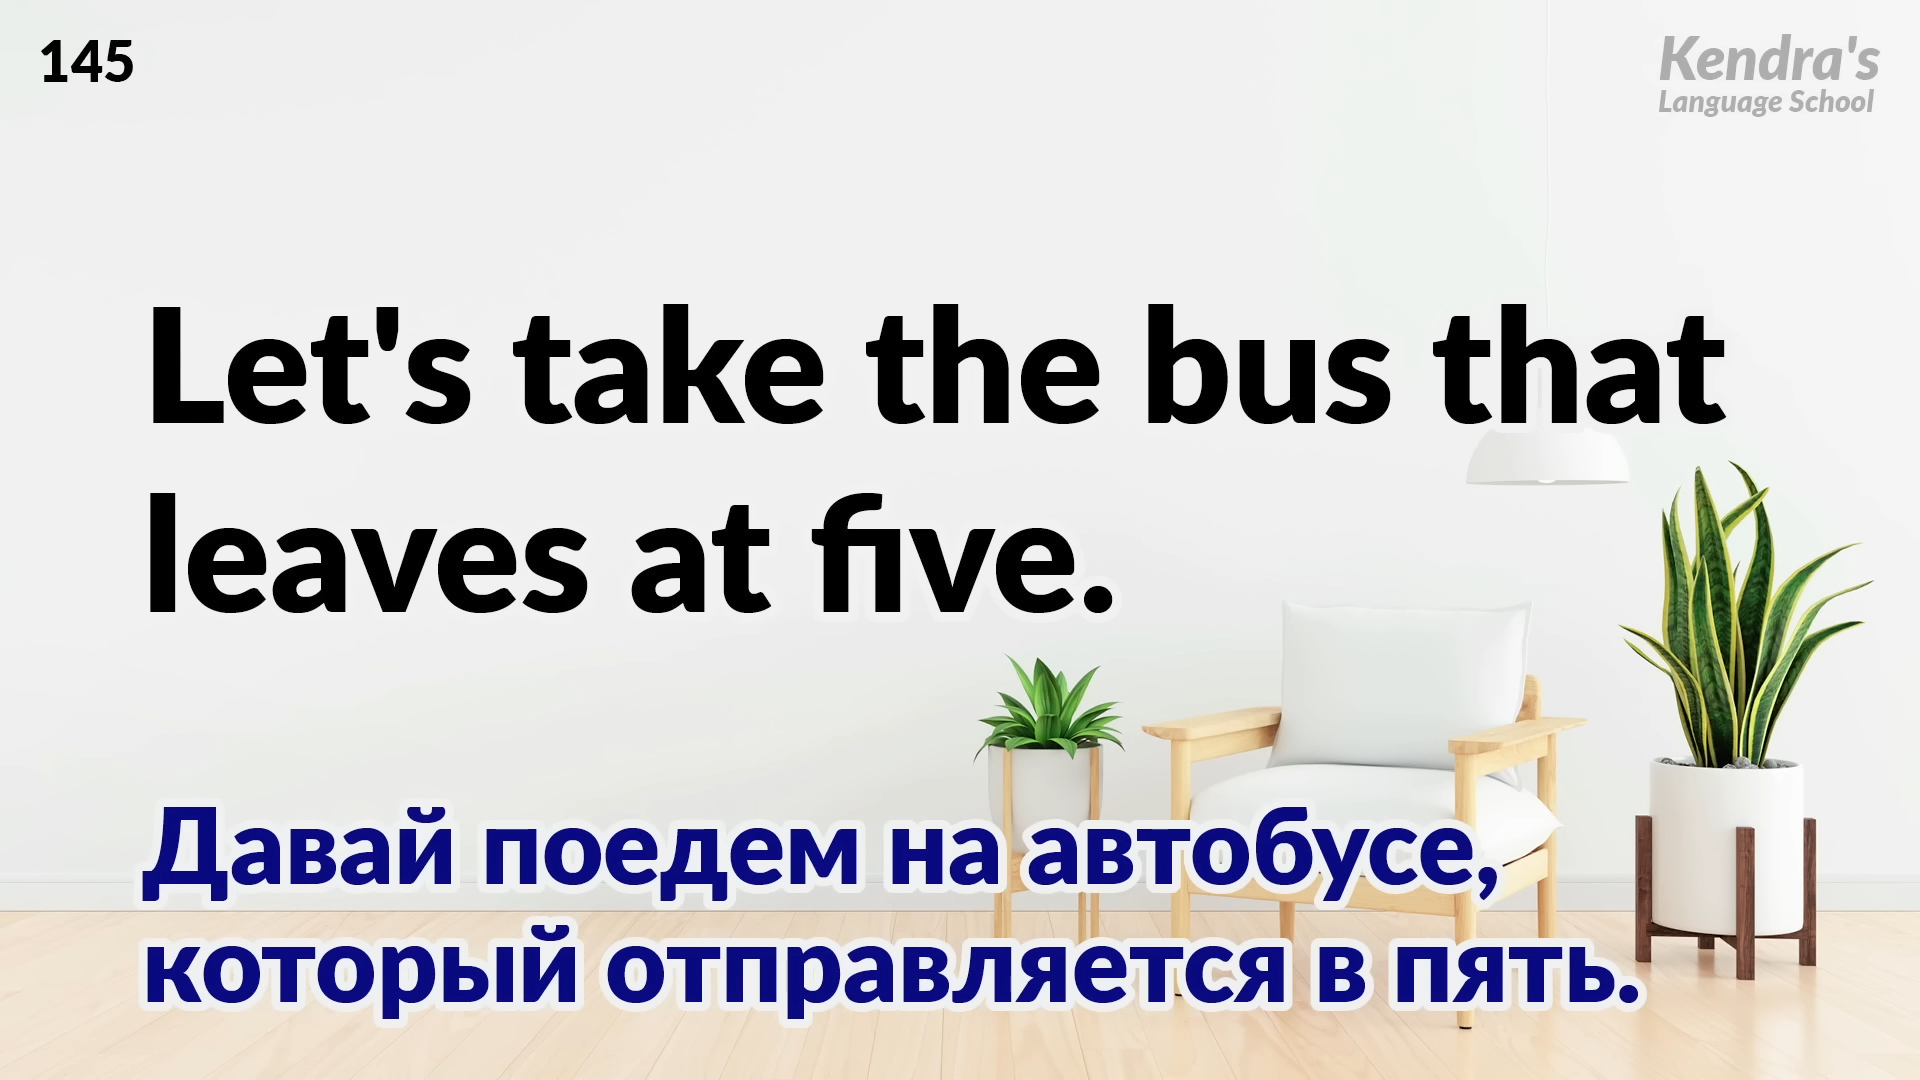 145
Kendra's
Language School
Let's take the bus that
leaves at five.
Давай поедем на автобусе,
который отправляется в пять.